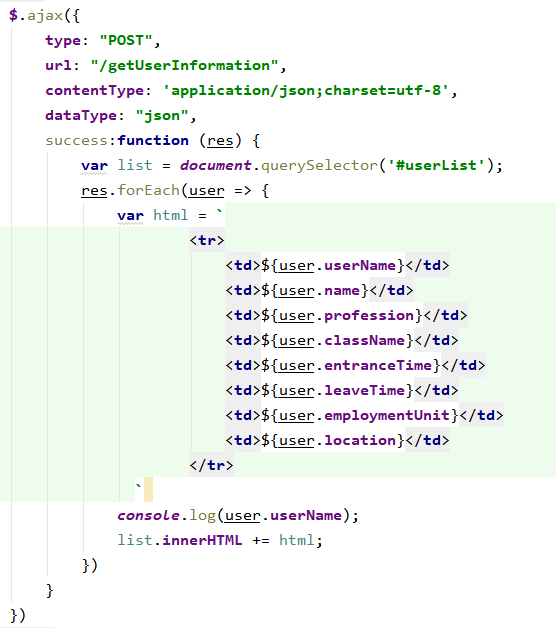 $.ajax({
    type: "POST",
    url: "/getUserInformation",
    contentType: 'application/json;charset=utf-8',
    dataType: "json",
    success:function (res) {
        var list = document.querySelector('#userList');
        res.forEach(user => {
            var html = `
                    <tr>
                        <td>${user.userName}</td>
                        <td>${user.name}</td>
                        <td>${user.profession}</td>
                        <td>${user.className}</td>
                        <td>${user.entranceTime}</td>
                        <td>${user.leaveTime}</td>
                        <td>${user.employmentUnit}</td>
                        <td>${user.location}</td>
                    </tr>
              `
            console.log(user.userName);
            list.innerHTML += html;
        })
    }
})